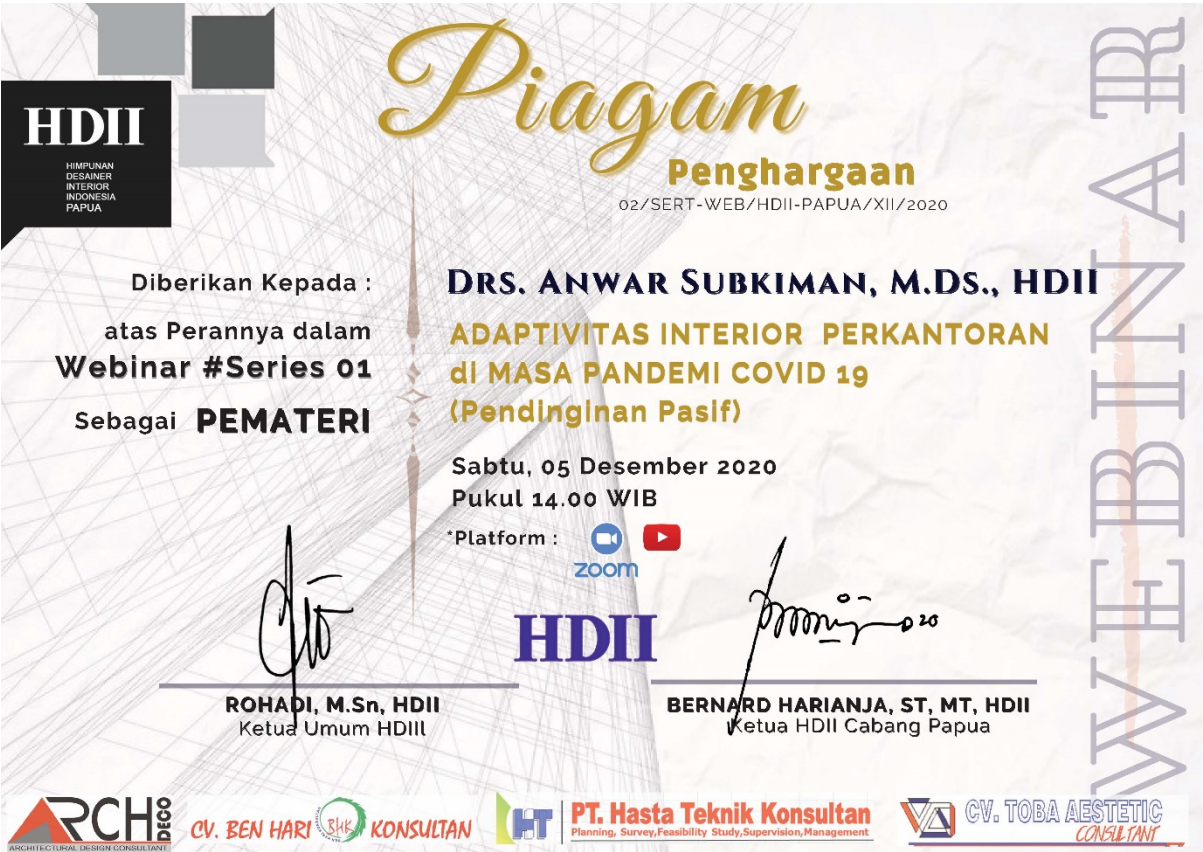 HDII
HIMPUNAN
DESAINER
INTERIOR
INDONESIA
PAPUA
Piagam
Penghargaan
02/SERT-WEB/HDII-PAPUA/XII/2020
Diberikan Kepada :
DRS. ANWAR SUBKIMAN, M.DS., HDII
atas Perannya dalam
Webinar #Series 01
Sebagai PEMATERI
ADAPTIVITAS INTERIOR PERKANTORAN
di MASA PANDEMI COVID 19
(Pendinginan Pasif)
Sabtu, 05 Desember 2020
Pukul 14.00 WIB
*Platform :
zoom
HDII
020
ROHADI, M.Sn, HDII
Ketua Umum HDIII
BERNARD HARIANJA, ST, MT, HDII
Ketua HDII Cabang Papua
WEBINAR
ARCH DECO
ARCHITECTURAL DESIGN CONSULTANT
CV. BEN HARI BHK KONSULTAN
HT
PT. Hasta Teknik Konsultan
Planning, Survey,Feasibility Study,Supervision,Management
CV. TOBA AESTETIC
CONSULTANT